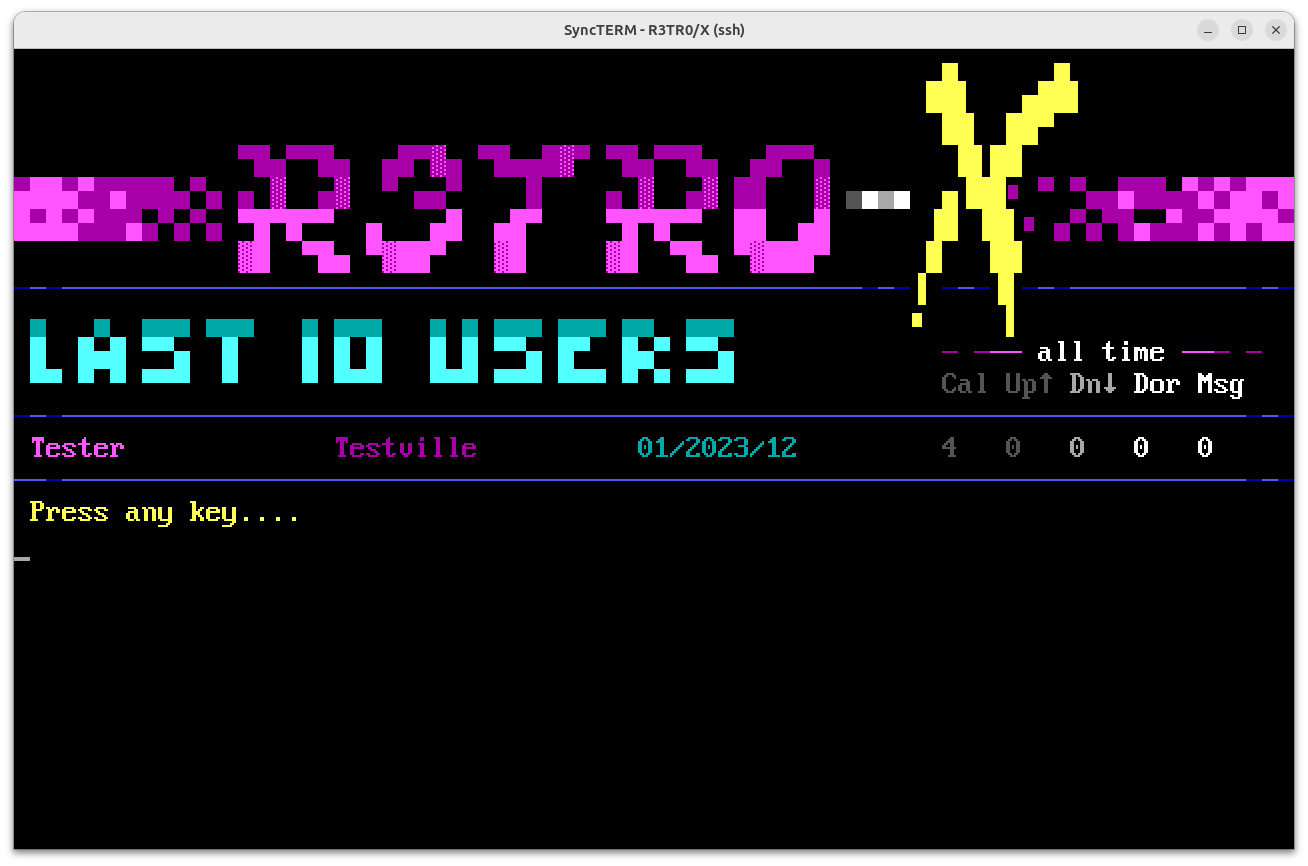 SyncTERM - R3TR0/X (ssh)
R3TR0-X
LAST 10 USERS
all time
Cal Up↑ Dn↓ Dor Msg
Tester Testville 01/2023/12 4 0 0 0 0
Press any key....